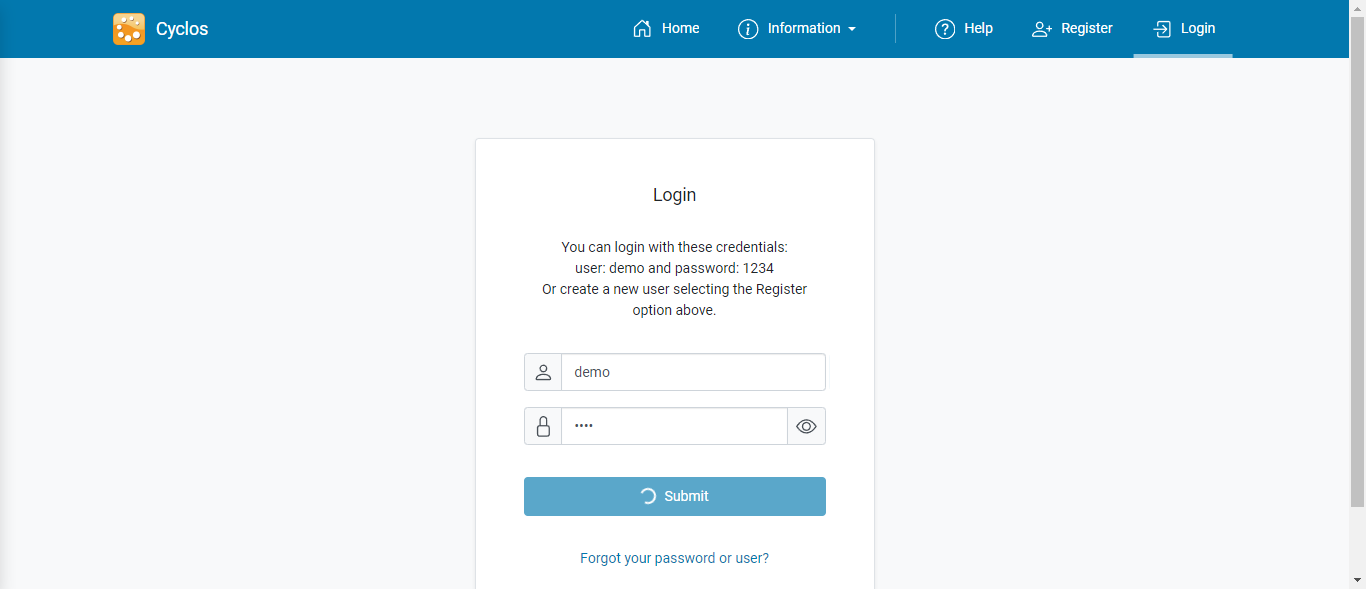 Cyclos
Home
Information
Help
Register
Login
Login
You can login with these credentials:
user: demo and password: 1234
Or create a new user selecting the Register
option above.
demo
••••
Submit
Forgot your password or user?